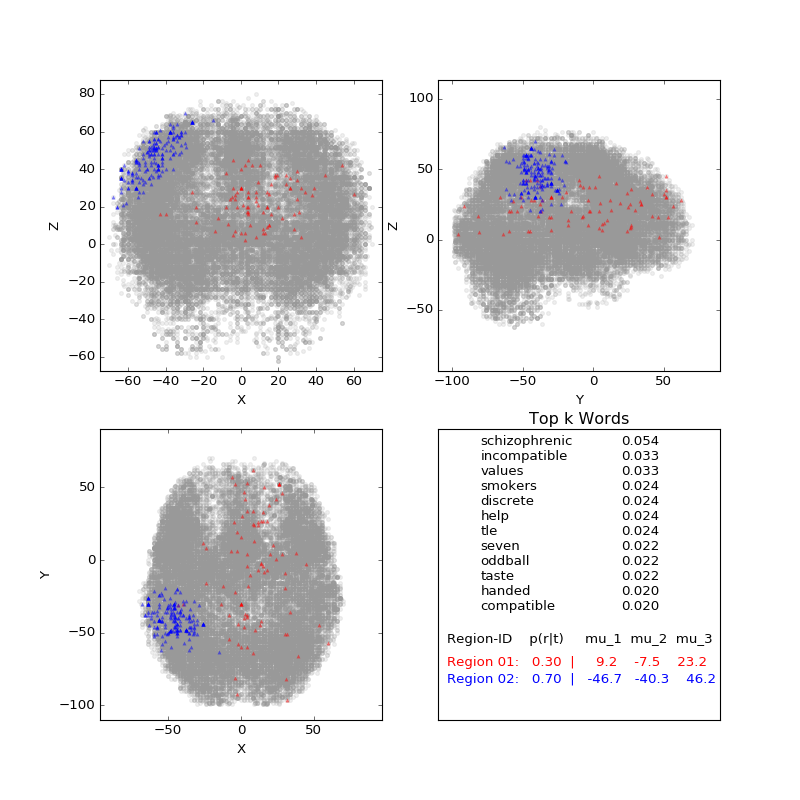 80
60
40
20
0
−20
−40
−60
Z
−60 −40 −20 0 20 40 60
X
100
50
0
−50
Z
−100 −50 0 50
Y
50
0
−50
−100
Y
−50 0 50
X
Top k Words
schizophrenic 0.054
incompatible 0.033
values 0.033
smokers 0.024
discrete 0.024
help 0.024
tle 0.024
seven 0.022
oddball 0.022
taste 0.022
handed 0.020
compatible 0.020
Region-ID p(r|t) mu_1 mu_2 mu_3
Region 01: 0.30 | 9.2 -7.5 23.2
Region 02: 0.70 | -46.7 -40.3 46.2